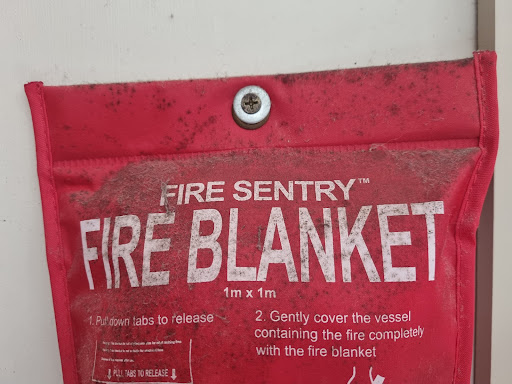 FIRE SENTRY™
FIRE BLANKET
1m x 1m
1. Pull down tabs to release
2. Gently cover the vessel
containing the fire completely
with the fire blanket
↓ PULL TABS TO RELEASE ↓